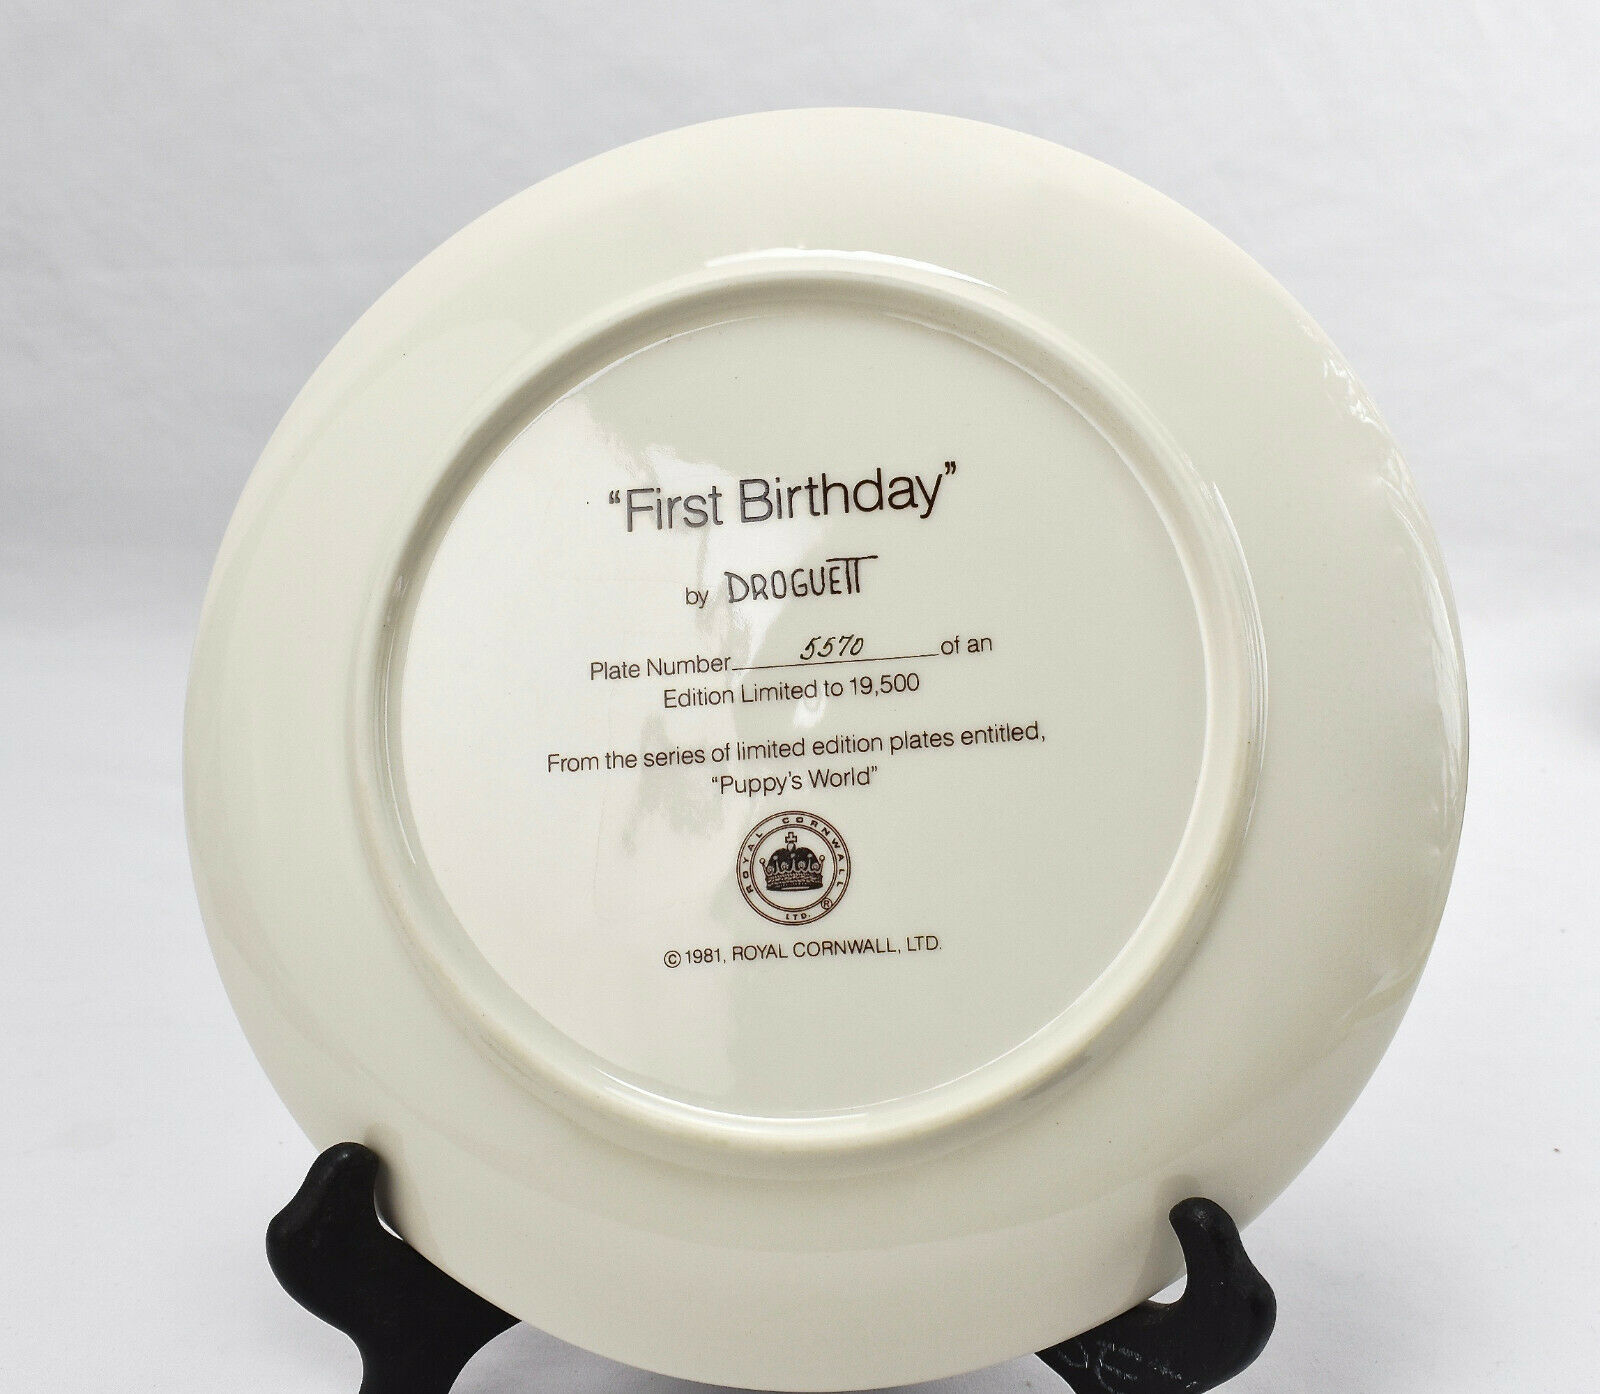 “First Birthday”
by DROGUETT
Plate Number 5570 of an
Edition Limited to 19,500
From the series of limited edition plates entitled,
“Puppy's World”
ROYAL CORNWALL
LTD.
®
© 1981, ROYAL CORNWALL, LTD.